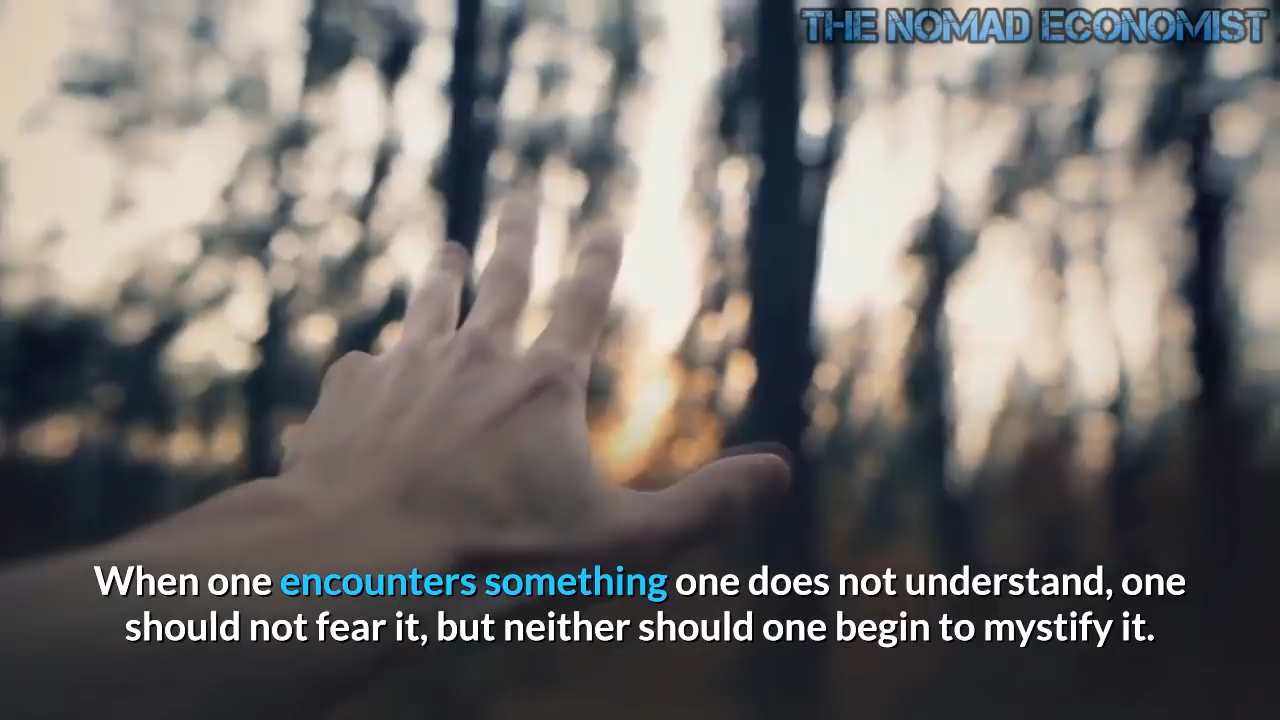 THE NOMAD ECONOMIST
When one encounters something one does not understand, one
should not fear it, but neither should one begin to mystify it.